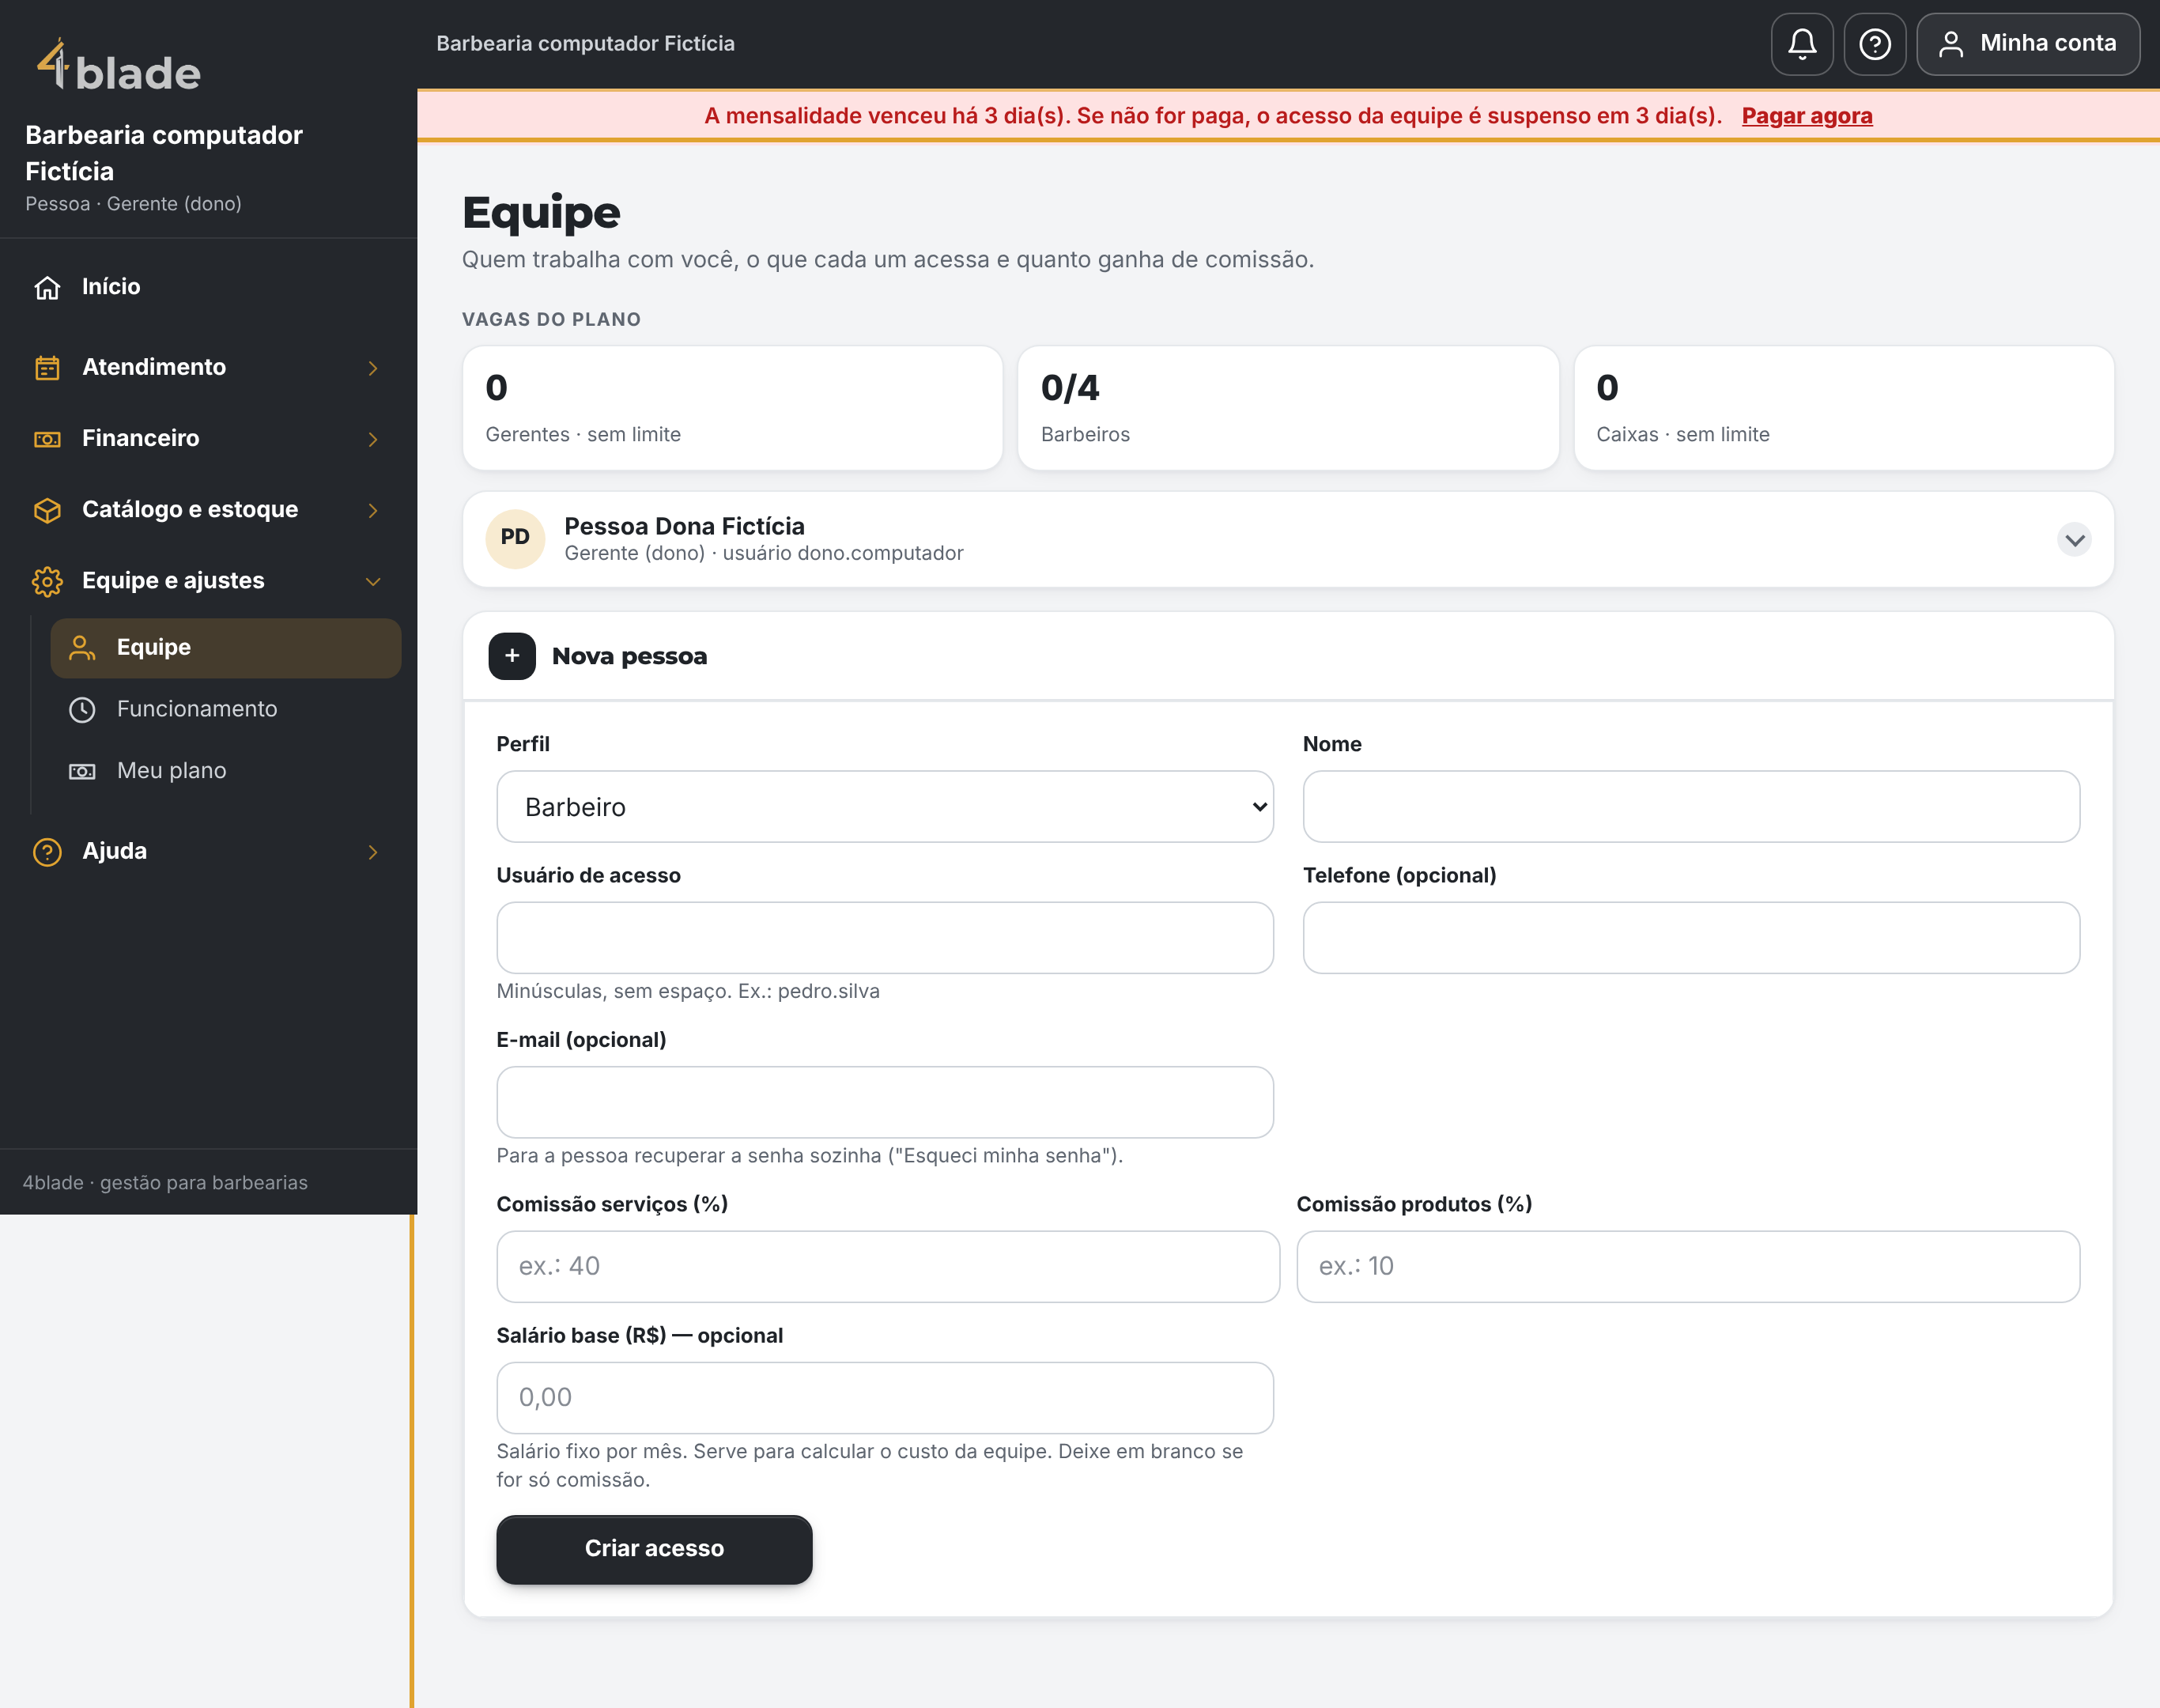 4blade
Barbearia computador
Fictícia
Pessoa · Gerente (dono)
Início
Atendimento
Financeiro
Catálogo e estoque
Equipe e ajustes
Equipe
Funcionamento
Meu plano
Ajuda
4blade · gestão para barbearias
Barbearia computador Fictícia
Minha conta
A mensalidade venceu há 3 dia(s). Se não for paga, o acesso da equipe é suspenso em 3 dia(s). Pagar agora
Equipe
Quem trabalha com você, o que cada um acessa e quanto ganha de comissão.
VAGAS DO PLANO
0
Gerentes · sem limite
0/4
Barbeiros
0
Caixas · sem limite
PD
Pessoa Dona Fictícia
Gerente (dono) · usuário dono.computador
+ Nova pessoa
Perfil
Barbeiro
Nome
Usuário de acesso
Minúsculas, sem espaço. Ex.: pedro.silva
Telefone (opcional)
E-mail (opcional)
Para a pessoa recuperar a senha sozinha ("Esqueci minha senha").
Comissão serviços (%)
ex.: 40
Comissão produtos (%)
ex.: 10
Salário base (R$) — opcional
0,00
Salário fixo por mês. Serve para calcular o custo da equipe. Deixe em branco se
for só comissão.
Criar acesso